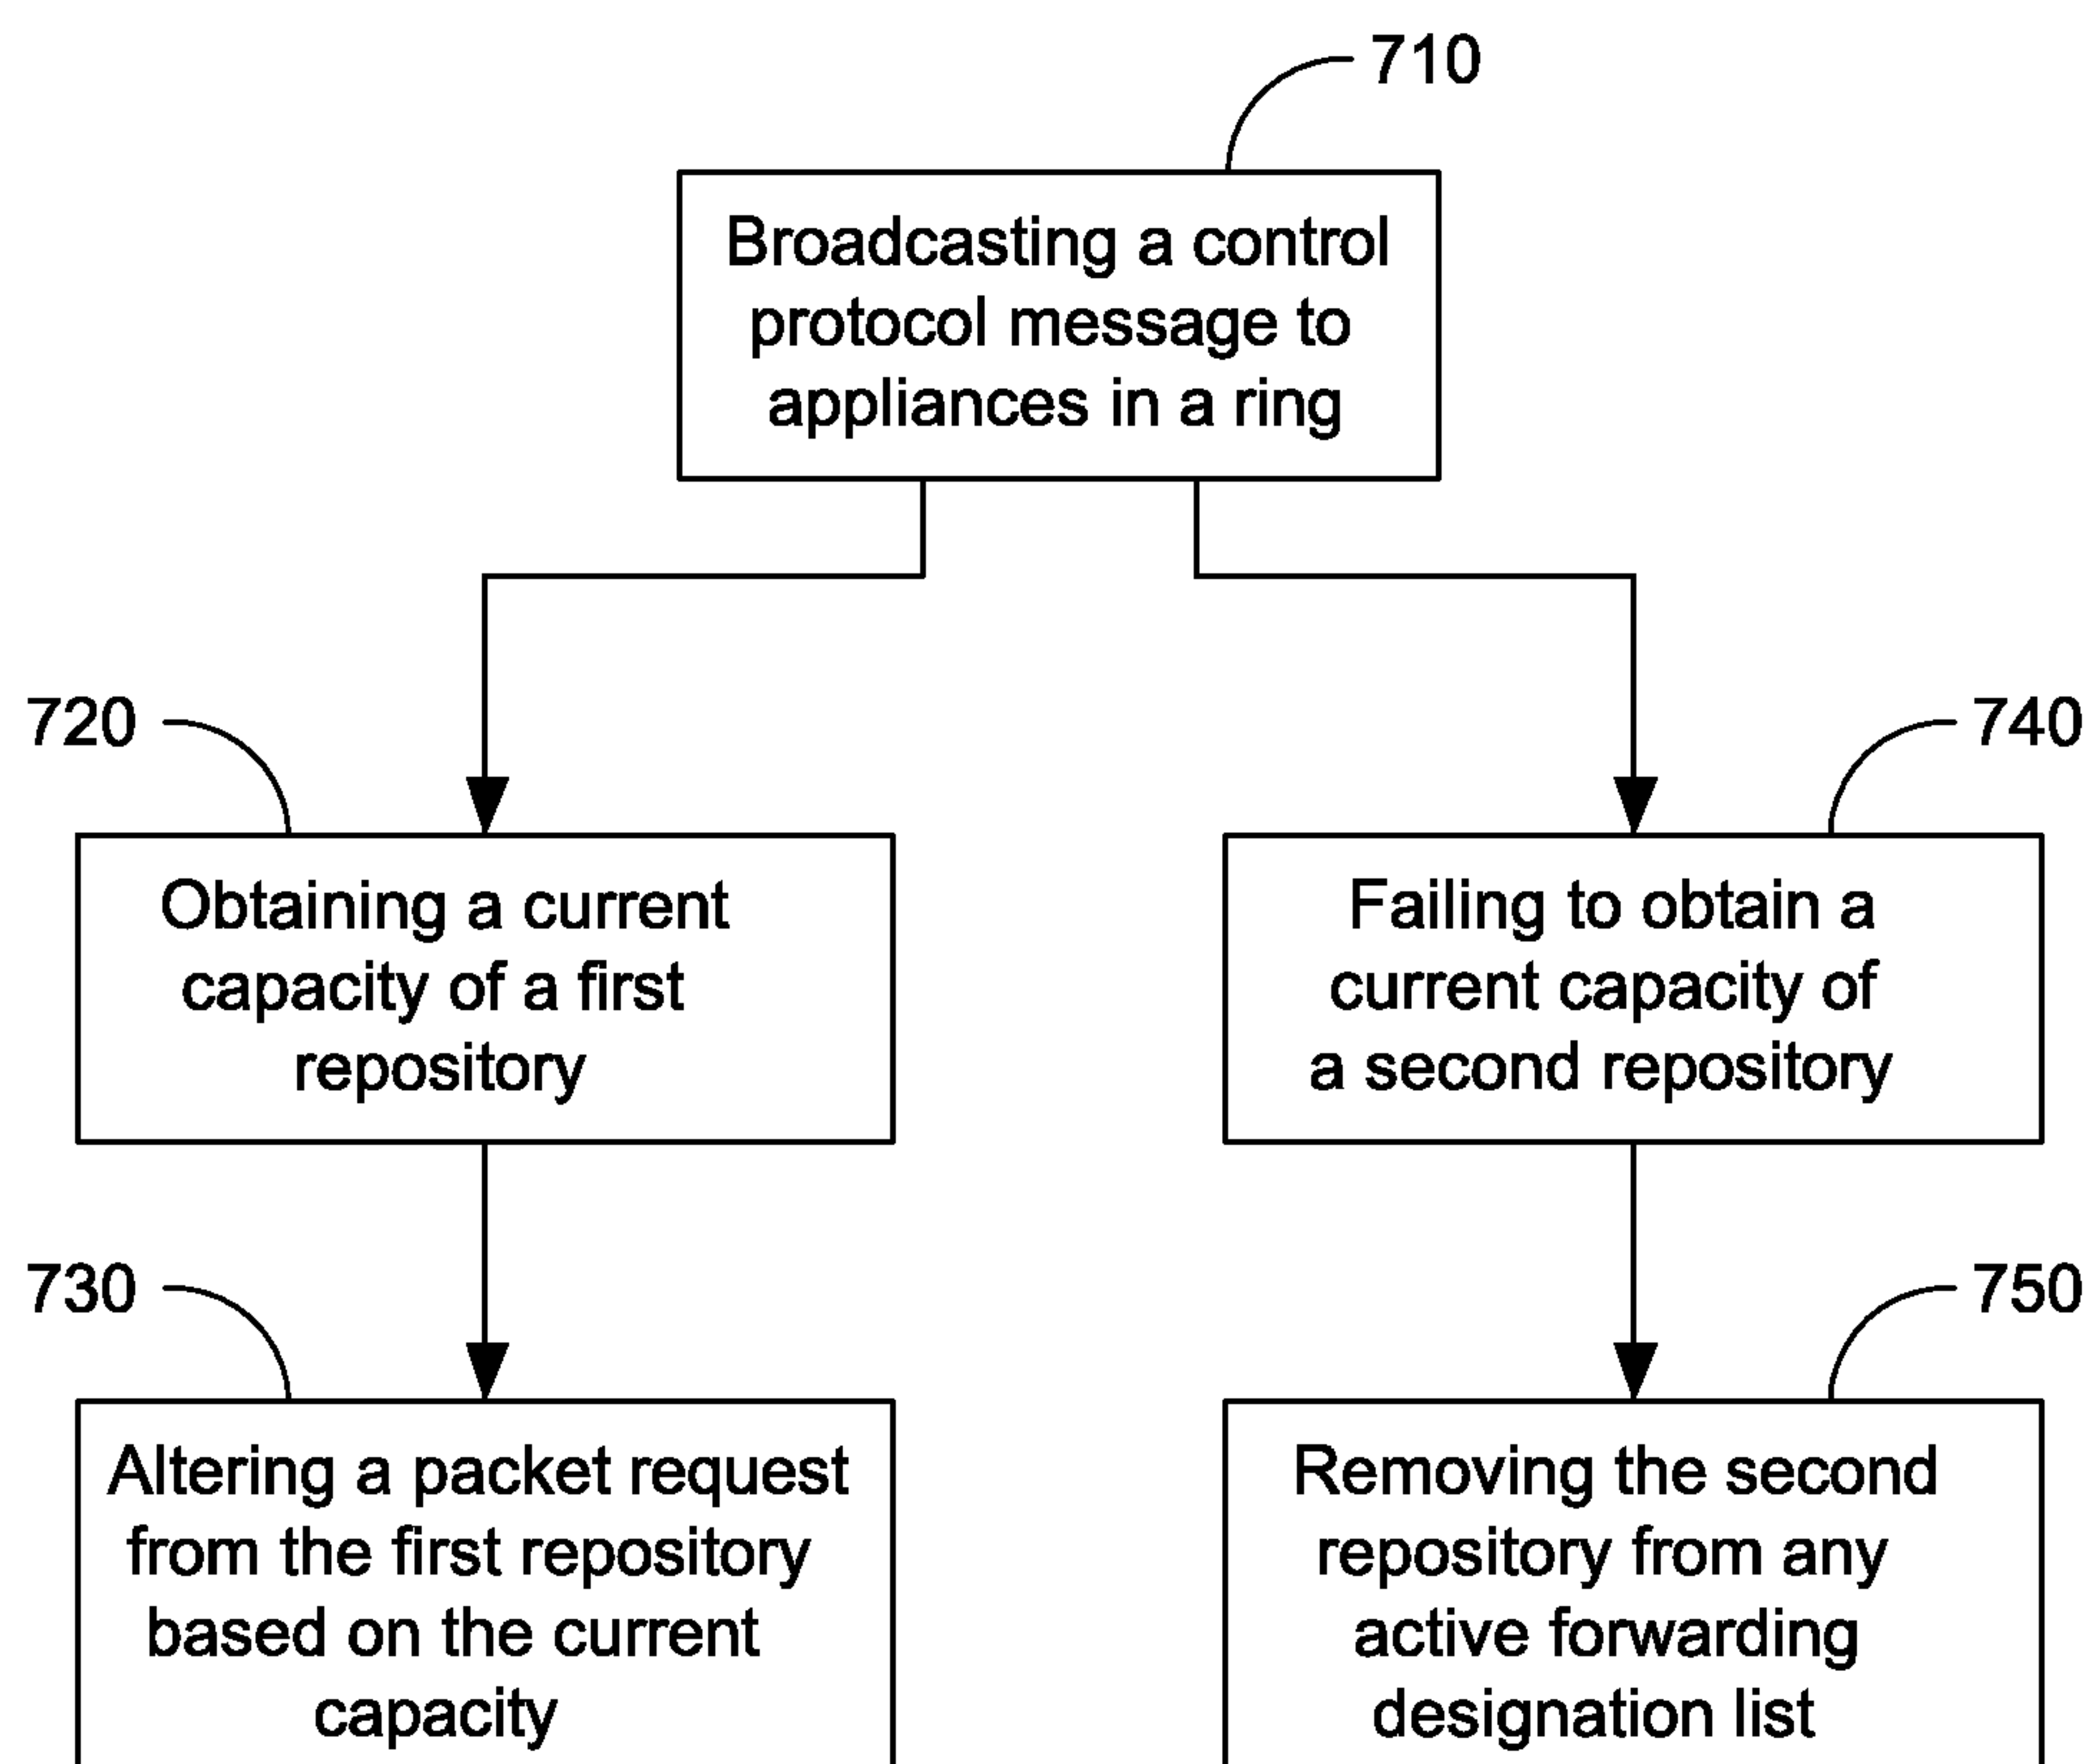 710
Broadcasting a control
protocol message to
appliances in a ring
720
Obtaining a current
capacity of a first
repository
740
Failing to obtain a
current capacity of
a second repository
730
Altering a packet request
from the first repository
based on the current
capacity
750
Removing the second
repository from any
active forwarding
designation list